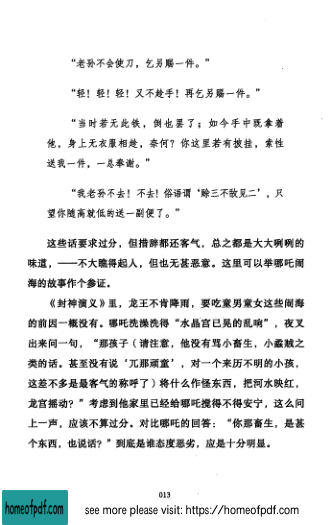 “老孙不会使刀，乞另赐一件。”
“轻！轻！轻！又不趁手！再乞另赐一件。”
“当时若无此铁，倒也罢了；如今手中既拿着
他，身上无衣服相趁，奈何？你这里若有披挂，索性
送我一件，一总奉谢。”
“我老孙不去！不去！俗语谓‘赊三不敌见二’，只
望你随高就低的送一副便了。”
这些话要求过分，但措辞都还客气，总之都是大大咧咧的
味道，——不大瞧得起人，但也无甚恶意。这里可以举哪吒闹
海的故事作个参证。
《封神演义》里，龙王不肯降雨，要吃童男童女这些闹海
的前因一概没有。哪吒洗澡洗得“水晶宫已晃的乱响”，夜叉
出来问一句，“那孩子（请注意，他没有骂小畜生，小蟊贼之
类的话。甚至没有说‘兀那顽童’，对一个来历不明的小孩，
这差不多是最客气的称呼了）将什么作怪东西，把河水映红，
龙宫摇动？”考虑到他家里已经给哪吒搅得不得安宁，这么问
上一声，应该不算过分。对比哪吒的回答：“你那畜生，是甚
个东西，也说话？”到底是谁态度恶劣，应是十分明显。
013
homeofpdf.com
see more please visit: https://homeofpdf.com